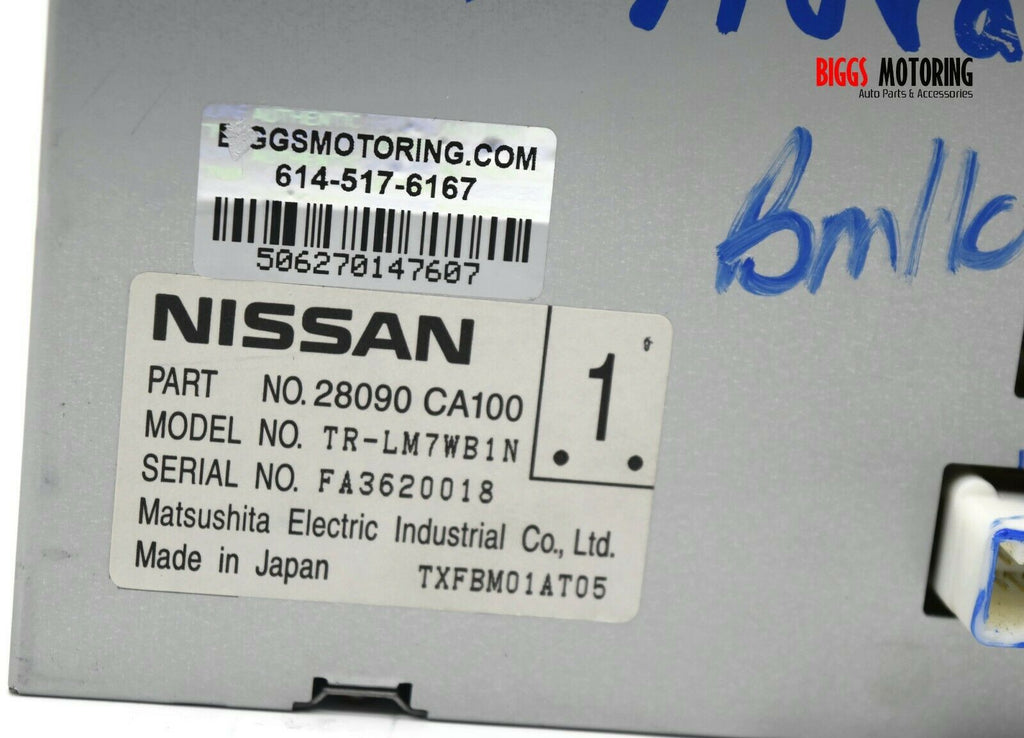 BIGGS MOTORING
Auto Parts & Accessories
AUTHENTIC
BIGGSMOTORING.COM
614-517-6167
506270147607
NISSAN
1
PART NO. 28090 CA100
MODEL NO. TR-LM7WB1N
SERIAL NO. FA3620018
Matsushita Electric Industrial Co., Ltd.
Made in Japan TXFBM01AT05